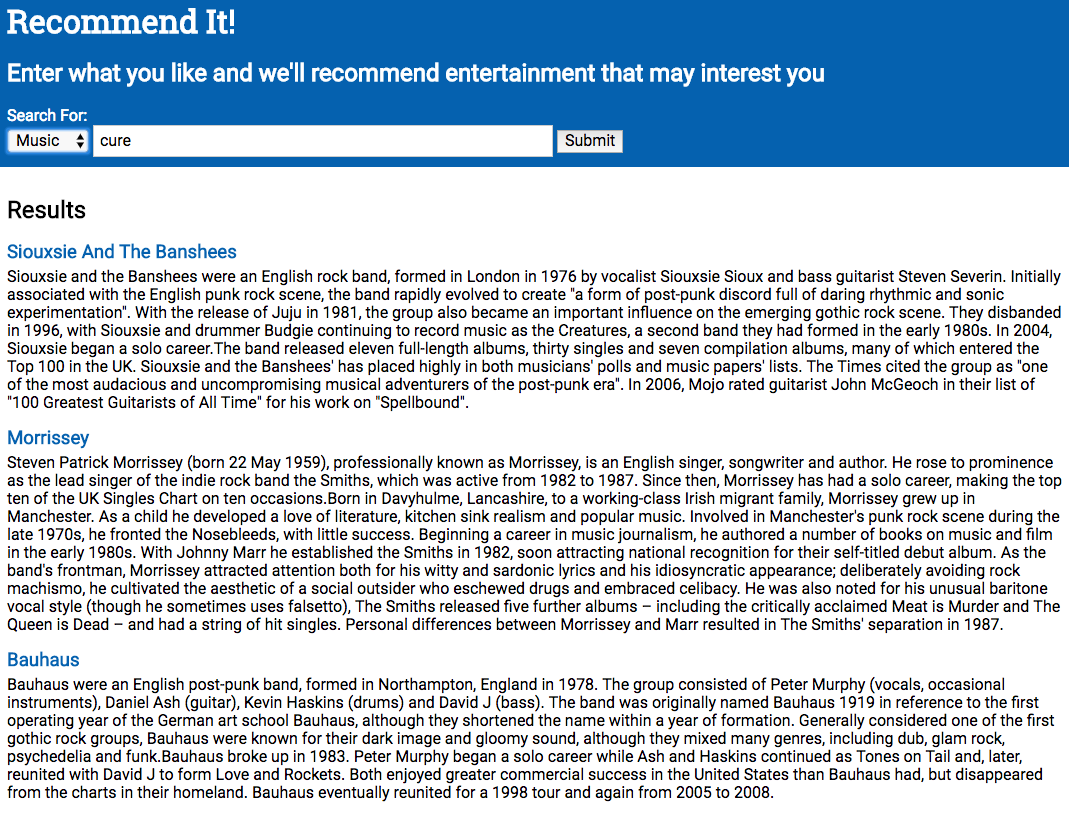 Recommend It!
Enter what you like and we'll recommend entertainment that may interest you
Search For:
Music cure Submit
Results
Siouxsie And The Banshees
Siouxsie and the Banshees were an English rock band, formed in London in 1976 by vocalist Siouxsie Sioux and bass guitarist Steven Severin. Initially
associated with the English punk rock scene, the band rapidly evolved to create "a form of post-punk discord full of daring rhythmic and sonic
experimentation". With the release of Juju in 1981, the group also became an important influence on the emerging gothic rock scene. They disbanded
in 1996, with Siouxsie and drummer Budgie continuing to record music as the Creatures, a second band they had formed in the early 1980s. In 2004,
Siouxsie began a solo career.The band released eleven full-length albums, thirty singles and seven compilation albums, many of which entered the
Top 100 in the UK. Siouxsie and the Banshees' has placed highly in both musicians' polls and music papers' lists. The Times cited the group as "one
of the most audacious and uncompromising musical adventurers of the post-punk era". In 2006, Mojo rated guitarist John McGeoch in their list of
"100 Greatest Guitarists of All Time" for his work on "Spellbound".
Morrissey
Steven Patrick Morrissey (born 22 May 1959), professionally known as Morrissey, is an English singer, songwriter and author. He rose to prominence
as the lead singer of the indie rock band the Smiths, which was active from 1982 to 1987. Since then, Morrissey has had a solo career, making the top
ten of the UK Singles Chart on ten occasions.Born in Davyhulme, Lancashire, to a working-class Irish migrant family, Morrissey grew up in
Manchester. As a child he developed a love of literature, kitchen sink realism and popular music. Involved in Manchester's punk rock scene during the
late 1970s, he fronted the Nosebleeds, with little success. Beginning a career in music journalism, he authored a number of books on music and film
in the early 1980s. With Johnny Marr he established the Smiths in 1982, soon attracting national recognition for their self-titled debut album. As the
band's frontman, Morrissey attracted attention both for his witty and sardonic lyrics and his idiosyncratic appearance; deliberately avoiding rock
machismo, he cultivated the aesthetic of a social outsider who eschewed drugs and embraced celibacy. He was also noted for his unusual baritone
vocal style (though he sometimes uses falsetto), The Smiths released five further albums – including the critically acclaimed Meat is Murder and The
Queen is Dead – and had a string of hit singles. Personal differences between Morrissey and Marr resulted in The Smiths' separation in 1987.
Bauhaus
Bauhaus were an English post-punk band, formed in Northampton, England in 1978. The group consisted of Peter Murphy (vocals, occasional
instruments), Daniel Ash (guitar), Kevin Haskins (drums) and David J (bass). The band was originally named Bauhaus 1919 in reference to the first
operating year of the German art school Bauhaus, although they shortened the name within a year of formation. Generally considered one of the first
gothic rock groups, Bauhaus were known for their dark image and gloomy sound, although they mixed many genres, including dub, glam rock,
psychedelia and funk.Bauhaus broke up in 1983. Peter Murphy began a solo career while Ash and Haskins continued as Tones on Tail and, later,
reunited with David J to form Love and Rockets. Both enjoyed greater commercial success in the United States than Bauhaus had, but disappeared
from the charts in their homeland. Bauhaus eventually reunited for a 1998 tour and again from 2005 to 2008.